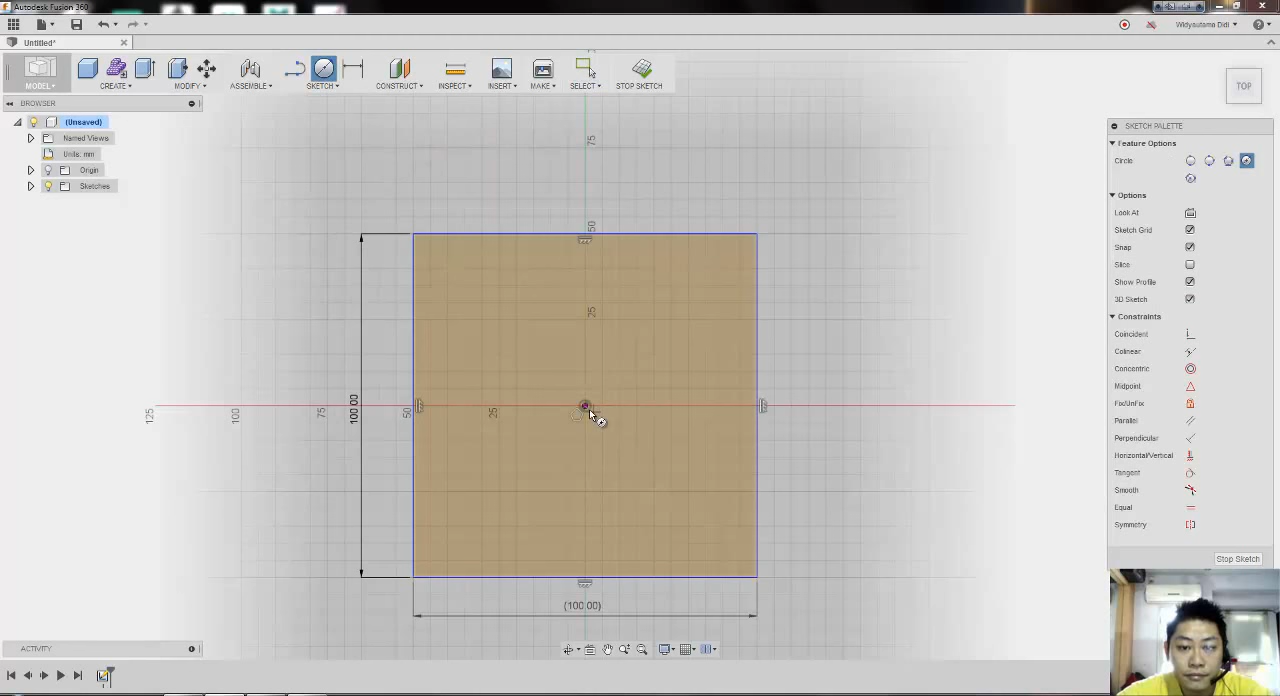 Autodesk Fusion 360
Widyautama Didi
Untitled*
MODEL
CREATE
MODIFY
ASSEMBLE
SKETCH
CONSTRUCT
INSPECT
INSERT
MAKE
SELECT
STOP SKETCH
BROWSER
(Unsaved)
Named Views
Units: mm
Origin
Sketches
TOP
SKETCH PALETTE
Feature Options
Circle
Options
Look At
Sketch Grid
Snap
Slice
Show Profile
3D Sketch
Constraints
Coincident
Colinear
Concentric
Midpoint
Fix/UnFix
Parallel
Perpendicular
Horizontal/Vertical
Tangent
Smooth
Equal
Symmetry
Stop Sketch
75
50
25
125
100
75
50
25
100.00
(100.00)
ACTIVITY